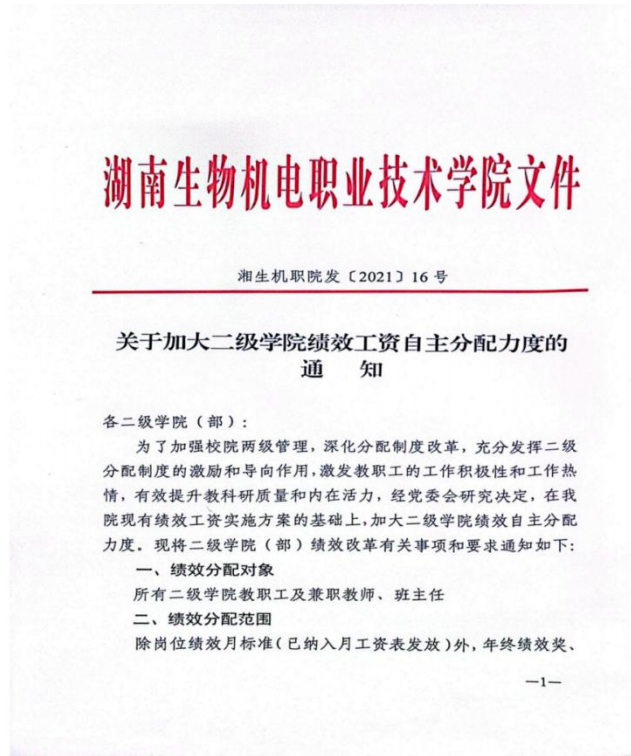 湖南生物机电职业技术学院文件
湘生机职院发〔2021〕16 号
关于加大二级学院绩效工资自主分配力度的
通 知
各二级学院（部）：
为了加强校院两级管理，深化分配制度改革，充分发挥二级
分配制度的激励和导向作用，激发教职工的工作积极性和工作热
情，有效提升教科研质量和内在活力，经党委会研究决定，在我
院现有绩效工资实施方案的基础上，加大二级学院绩效自主分配
力度。现将二级学院（部）绩效改革有关事项和要求通知如下：
一、绩效分配对象
所有二级学院教职工及兼职教师、班主任
二、绩效分配范围
除岗位绩效月标准（已纳入月工资表发放）外，年终绩效奖、
—1—